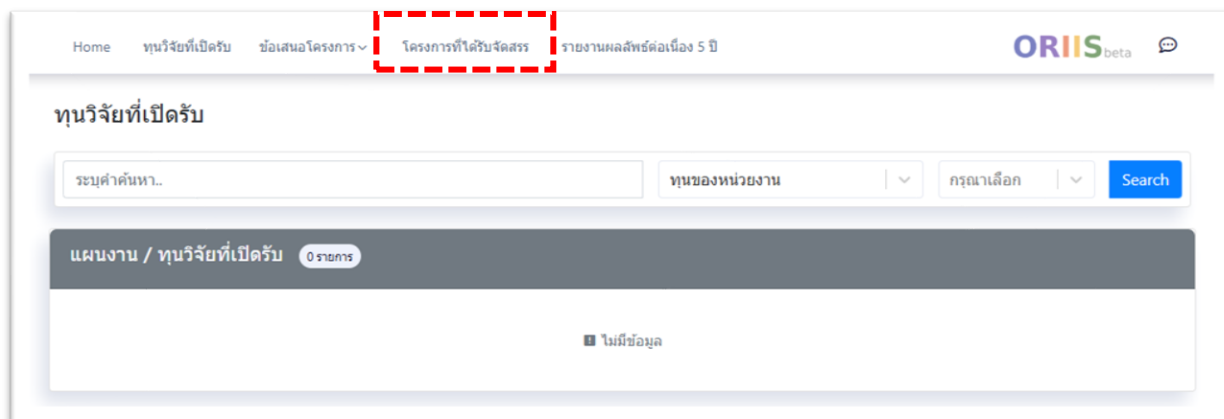 Home ทุนวิจัยที่เปิดรับ ข้อเสนอโครงการ โครงการที่ได้รับจัดสรร รายงานผลลัพธ์ต่อเนื่อง 5 ปี ORIIS beta
ทุนวิจัยที่เปิดรับ
ระบุคำค้นหา.. ทุนของหน่วยงาน กรุณาเลือก Search
แผนงาน / ทุนวิจัยที่เปิดรับ 0 รายการ
ไม่มีข้อมูล